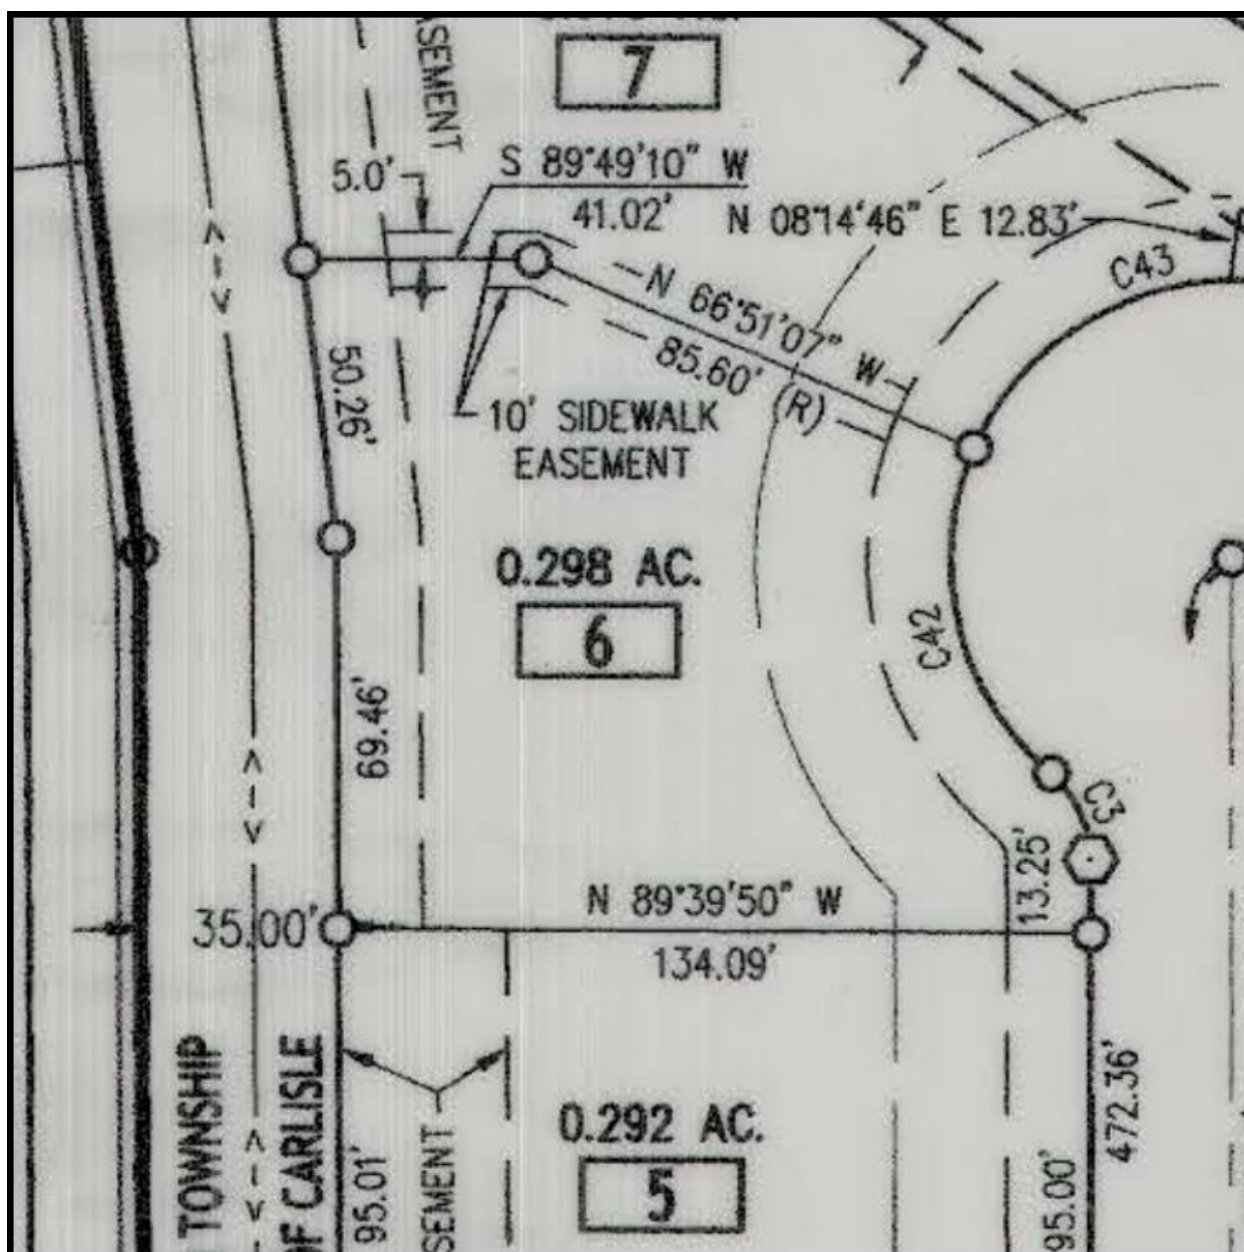 7
SEMENT
S 89°49'10" W
5.0'
41.02'
N 08°14'46" E 12.83'
C43
N 66°51'07" W
85.60' (R)
50.26'
10' SIDEWALK
EASEMENT
0.298 AC.
6
C42
69.46'
C3
13.25'
N 89°39'50" W
35.00'
134.09'
TOWNSHIP
OF CARLISLE
95.01'
SEMENT
0.292 AC.
5
472.36'
95.00'